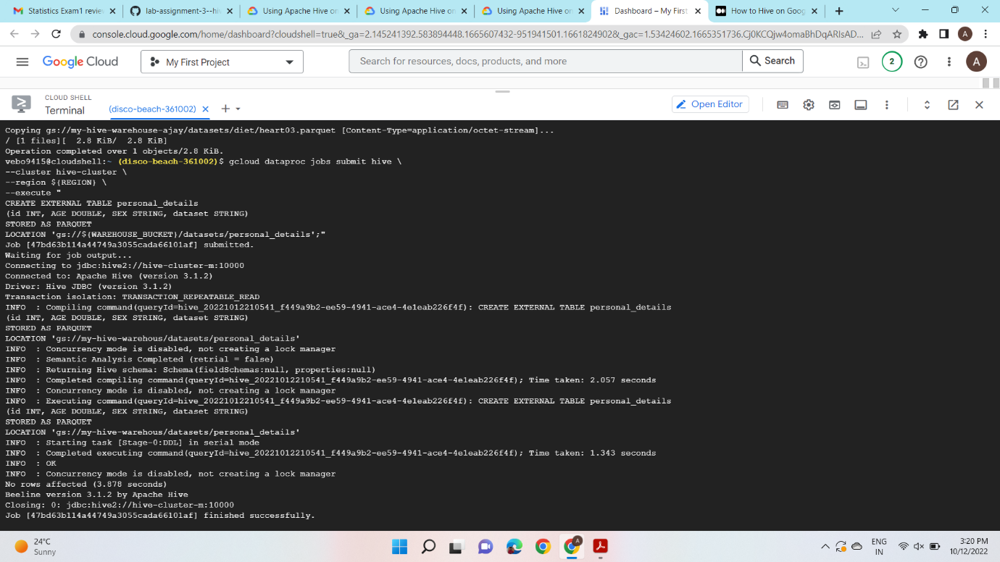 Statistics Exam1 review
lab-assignment-3--hiv
Using Apache Hive on
Using Apache Hive on
Using Apache Hive on
Dashboard – My First
How to Hive on Goog
console.cloud.google.com/home/dashboard?cloudshell=true&_ga=2.145241392.583894448.1665607432-951941501.1661824902&_gac=1.53424602.1665351736.Cj0KCQjw4omaBhDqARIsAD...
A
Google Cloud
My First Project
Search for resources, docs, products, and more
Search
2
A
CLOUD SHELL
Terminal
(disco-beach-361002)
Open Editor
Copying gs://my-hive-warehouse-ajay/datasets/diet/heart03.parquet [Content-Type=application/octet-stream]...
/ [1 files][  2.8 KiB/  2.8 KiB]
Operation completed over 1 objects/2.8 KiB.
vebo9415@cloudshell:~ (disco-beach-361002)$ gcloud dataproc jobs submit hive \
--cluster hive-cluster \
--region ${REGION} \
--execute "
CREATE EXTERNAL TABLE personal_details
(id INT, AGE DOUBLE, SEX STRING, dataset STRING)
STORED AS PARQUET
LOCATION 'gs://${WAREHOUSE_BUCKET}/datasets/personal_details';"
Job [47bd63b114a44749a3055cada66101af] submitted.
Waiting for job output...
Connecting to jdbc:hive2://hive-cluster-m:10000
Connected to: Apache Hive (version 3.1.2)
Driver: Hive JDBC (version 3.1.2)
Transaction isolation: TRANSACTION_REPEATABLE_READ
INFO  : Compiling command(queryId=hive_20221012210541_f449a9b2-ee59-4941-ace4-4e1eab226f4f): CREATE EXTERNAL TABLE personal_details
(id INT, AGE DOUBLE, SEX STRING, dataset STRING)
STORED AS PARQUET
LOCATION 'gs://my-hive-warehous/datasets/personal_details'
INFO  : Concurrency mode is disabled, not creating a lock manager
INFO  : Semantic Analysis Completed (retrial = false)
INFO  : Returning Hive schema: Schema(fieldSchemas:null, properties:null)
INFO  : Completed compiling command(queryId=hive_20221012210541_f449a9b2-ee59-4941-ace4-4e1eab226f4f); Time taken: 2.057 seconds
INFO  : Concurrency mode is disabled, not creating a lock manager
INFO  : Executing command(queryId=hive_20221012210541_f449a9b2-ee59-4941-ace4-4e1eab226f4f): CREATE EXTERNAL TABLE personal_details
(id INT, AGE DOUBLE, SEX STRING, dataset STRING)
STORED AS PARQUET
LOCATION 'gs://my-hive-warehous/datasets/personal_details'
INFO  : Starting task [Stage-0:DDL] in serial mode
INFO  : Completed executing command(queryId=hive_20221012210541_f449a9b2-ee59-4941-ace4-4e1eab226f4f); Time taken: 1.343 seconds
INFO  : OK
INFO  : Concurrency mode is disabled, not creating a lock manager
No rows affected (3.878 seconds)
Beeline version 3.1.2 by Apache Hive
Closing: 0: jdbc:hive2://hive-cluster-m:10000
Job [47bd63b114a44749a3055cada66101af] finished successfully.
24°C
Sunny
ENG
IN
3:20 PM
10/12/2022